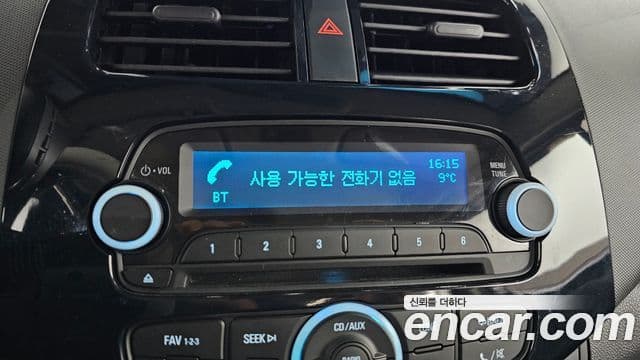 16:15
사용 가능한 전화기 없음 9°C
BT
VOL
MENU
TUNE
1 2 3 4 5 6
FAV 1-2-3
SEEK
CD/AUX
RADIO
신뢰를 더하다
encar.com